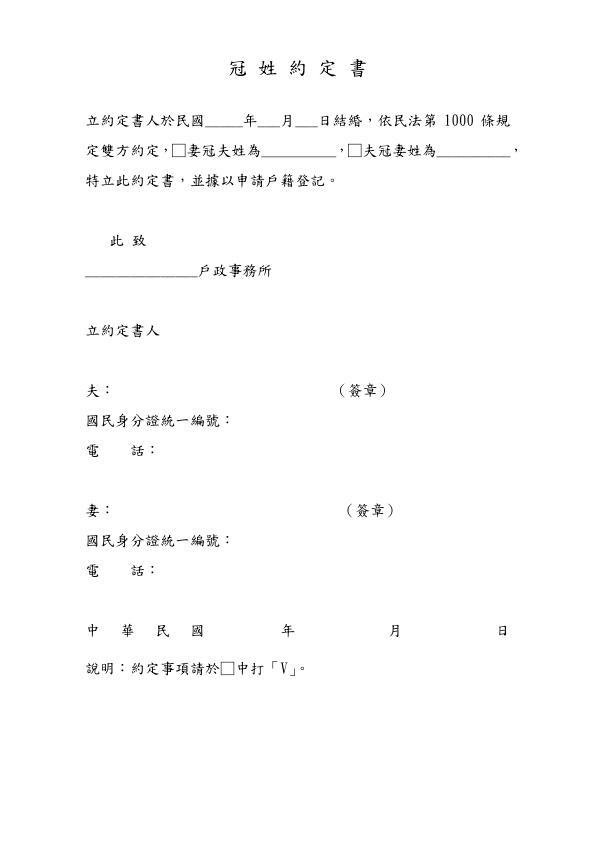 冠 姓 約 定 書
立約定書人於民國_____年___月___日結婚，依民法第 1000 條規
定雙方約定，□妻冠夫姓為__________，□夫冠妻姓為__________，
特立此約定書，並據以申請戶籍登記。
此 致
_______________戶政事務所
立約定書人
夫： （簽章）
國民身分證統一編號：
電　　話：
妻： （簽章）
國民身分證統一編號：
電　　話：
中 華 民 國 年 月 日
說明：約定事項請於□中打「V」。